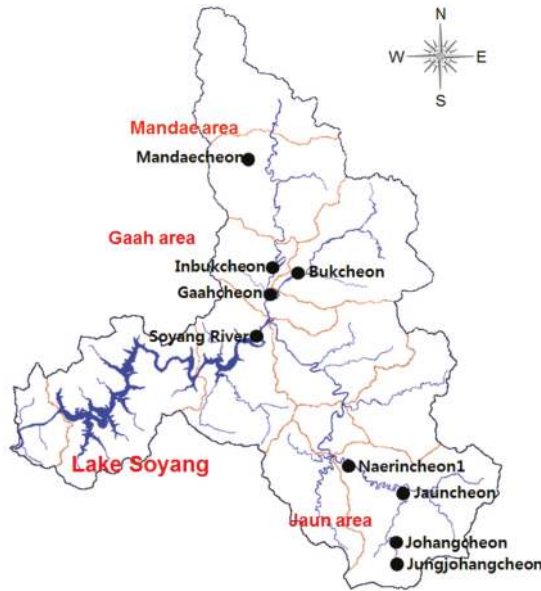 N
W E
S
Mandae area
Mandaecheon
Gaah area
Inbukcheon
Bukcheon
Gaahcheon
Soyang River
Lake Soyang
Naerincheon1
Jauncheon
Jaun area
Johangcheon
Jungjohangcheon